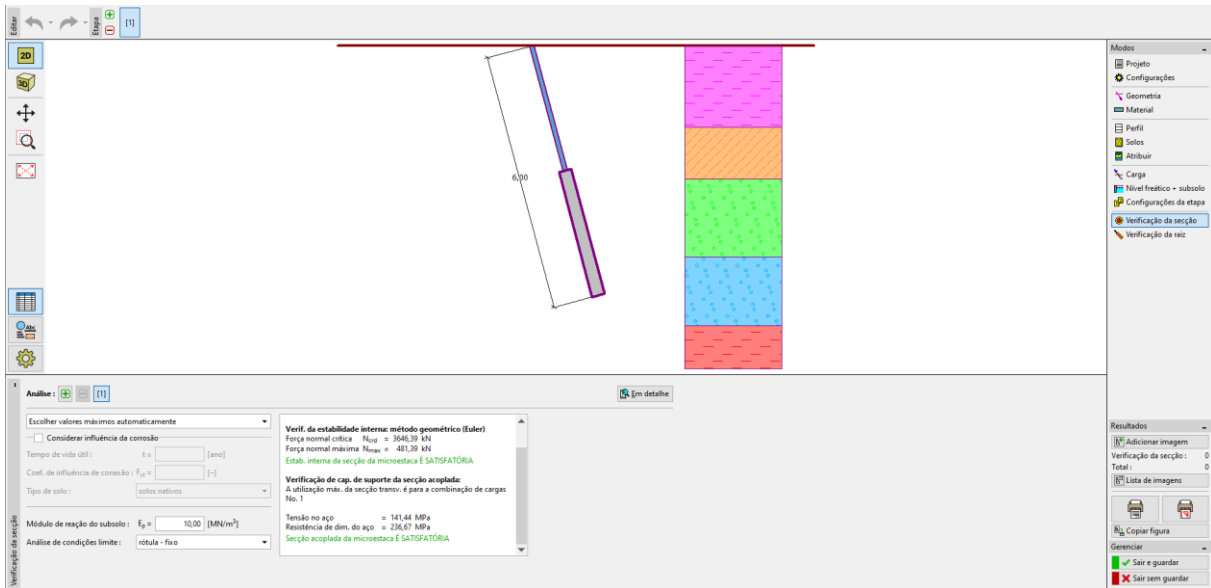 Editar
Etapa
[1]
2D
3D
Abc
6,00
Modos
Projeto
Configurações
Geometria
Material
Perfil
Solos
Atribuir
Carga
Nível freático + subsolo
Configurações da etapa
Verificação da secção
Verificação da raiz
Verificação da secção
Análise : [1]
Em detalhe
Escolher valores máximos automaticamente
Considerar influência da corrosão
Tempo de vida útil : t = [ano]
Coef. de influência de conexão : Fut = [–]
Tipo de solo : solos nativos
Módulo de reação do subsolo : Ep = 10,00 [MN/m³]
Análise de condições limite : rótula - fixo
Verif. da estabilidade interna: método geométrico (Euler)
Força normal crítica Ncrd = 3646,39 kN
Força normal máxima Nmax = 481,39 kN
Estab. interna da secção da microestaca É SATISFATÓRIA
Verificação de cap. de suporte da secção acoplada:
A utilização máx. da secção transv. é para a combinação de cargas
No. 1
Tensão no aço = 141,44 MPa
Resistência de dim. do aço = 236,67 MPa
Secção acoplada da microestaca É SATISFATÓRIA
Resultados
Adicionar imagem
Verificação da secção : 0
Total : 0
Lista de imagens
Copiar figura
Gerenciar
Sair e guardar
Sair sem guardar